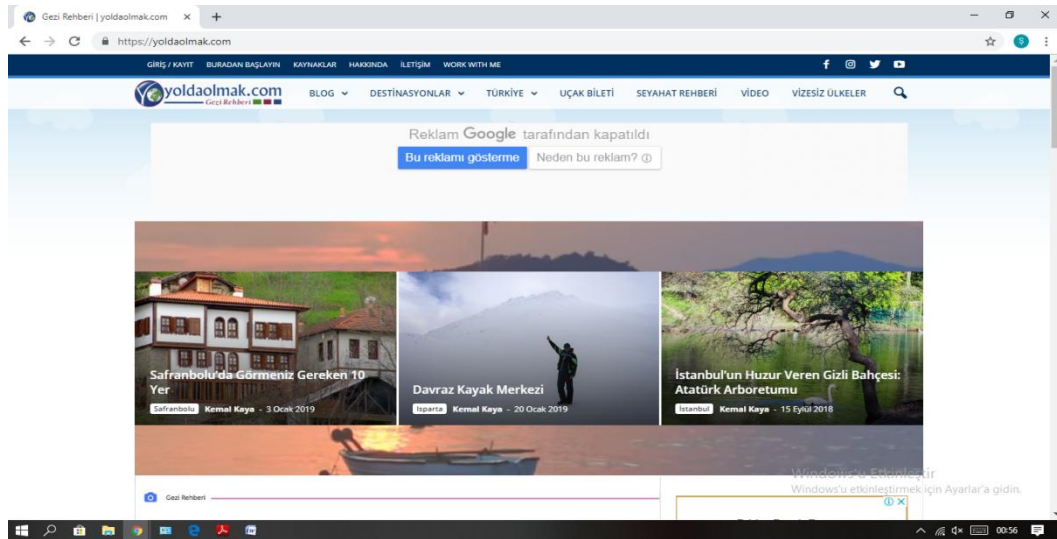 Gezi Rehberi | yoldaolmak.com
https://yoldaolmak.com
S
GİRİŞ / KAYIT BURADAN BAŞLAYIN KAYNAKLAR HAKKINDA İLETİŞİM WORK WITH ME
yoldaolmak.com
Gezi Rehberi
BLOG DESTİNASYONLAR TÜRKİYE UÇAK BİLETİ SEYAHAT REHBERİ VİDEO VİZESİZ ÜLKELER
Reklam Google tarafından kapatıldı
Bu reklamı gösterme Neden bu reklam?
Safranbolu'da Görmeniz Gereken 10
Yer
Safranbolu Kemal Kaya - 3 Ocak 2019
Davraz Kayak Merkezi
Isparta Kemal Kaya - 20 Ocak 2019
İstanbul'un Huzur Veren Gizli Bahçesi:
Atatürk Arboretumu
İstanbul Kemal Kaya - 15 Eylül 2018
Windows'u Etkinleştir
Windows'u etkinleştirmek için Ayarlar'a gidin.
Gezi Rehberi
00:56